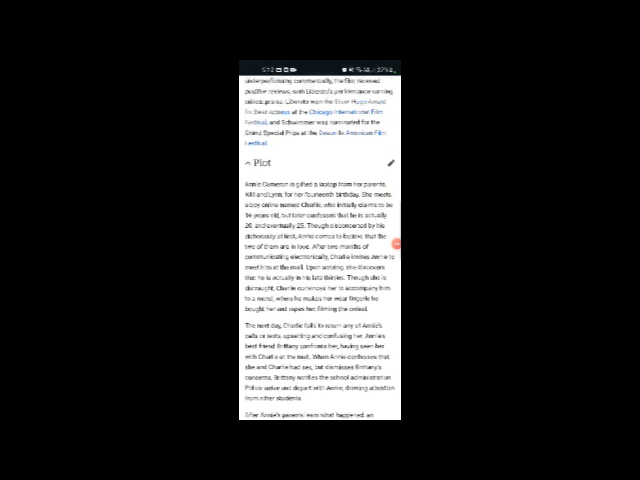 5:12
underperforming commercially, the film received
positive reviews, with Liberato's performance earning
critical praise. Liberato won the Silver Hugo Award
for Best Actress at the Chicago International Film
Festival, and Schwimmer was nominated for the
Grand Special Prize at the Deauville American Film
Festival.
Plot
Annie Cameron is gifted a laptop from her parents,
Will and Lynn, for her fourteenth birthday. She meets
a boy online named Charlie, who initially claims to be
16 years old, but later confesses that he is actually
20, and eventually 25. Though disconcerted by his
dishonesty at first, Annie comes to believe that the
two of them are in love. After two months of
communicating electronically, Charlie invites Annie to
meet him at the mall. Upon arriving, she discovers
that he is actually in his late thirties. Though she is
distraught, Charlie convinces her to accompany him
to a motel, where he makes her wear lingerie he
bought her and rapes her, filming the ordeal.
The next day, Charlie fails to return any of Annie's
calls or texts, upsetting and confusing her. Annie's
best friend Brittany confronts her, having seen her
with Charlie at the mall. When Annie confesses that
she and Charlie had sex, but dismisses Brittany's
concerns, Brittany notifies the school administration.
Police arrive and depart with Annie, drawing attention
from other students.
After Annie's parents learn what happened, an